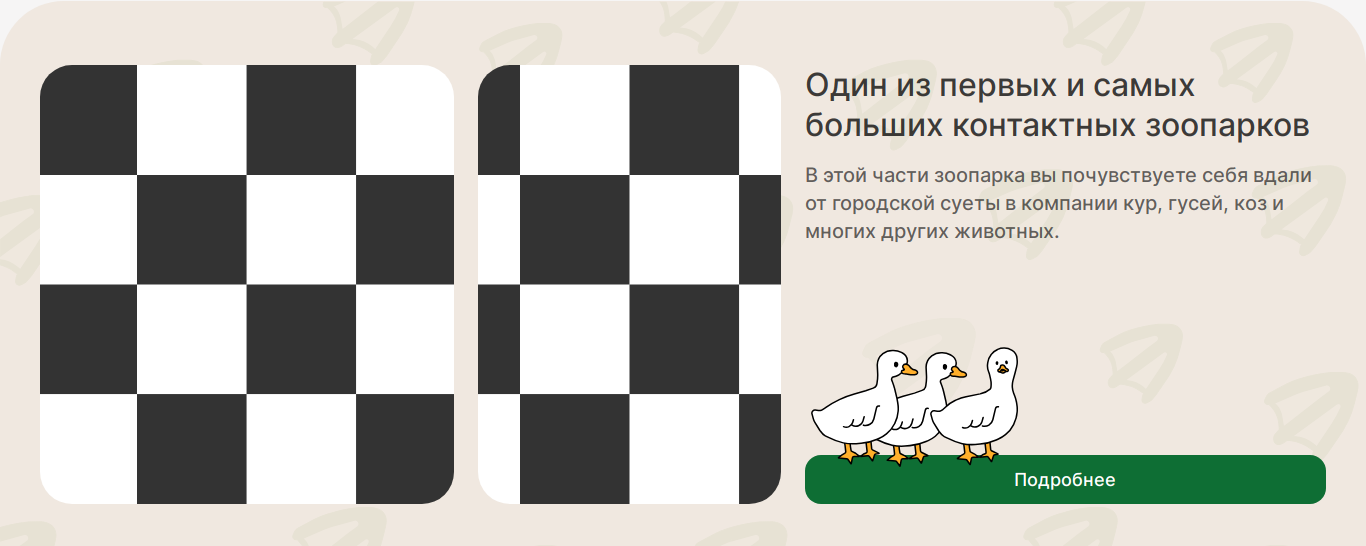 Один из первых и самых
больших контактных зоопарков
В этой части зоопарка вы почувствуете себя вдали
от городской суеты в компании кур, гусей, коз и
многих других животных.
Подробнее